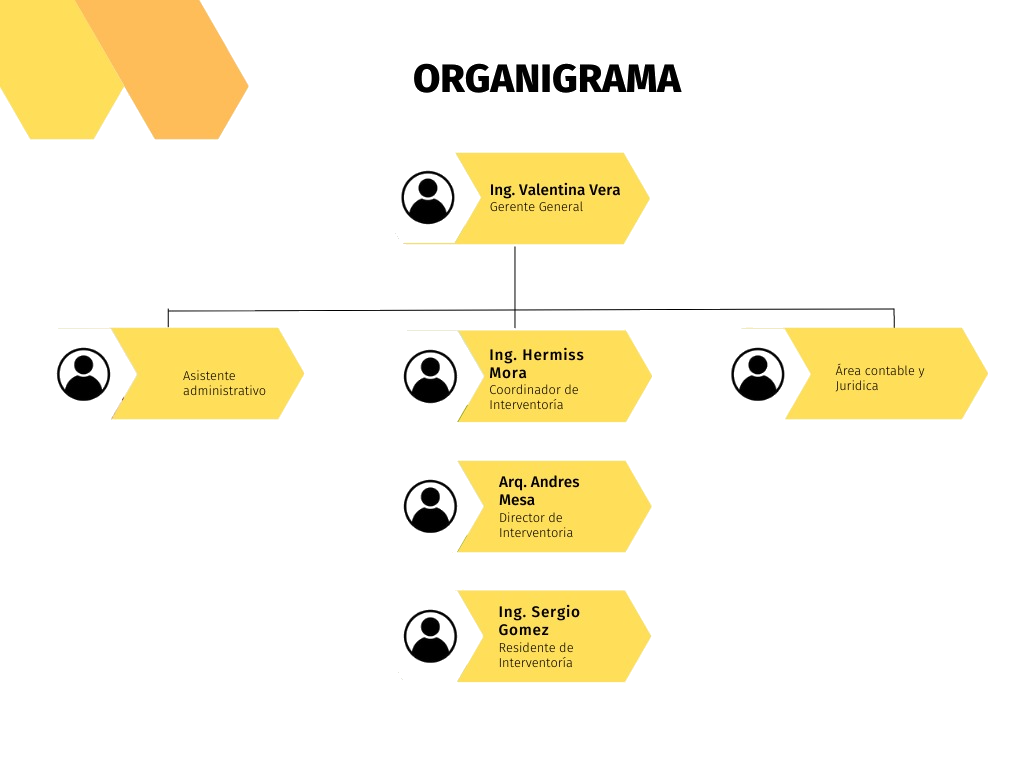 ORGANIGRAMA
Ing. Valentina Vera
Gerente General
Asistente
administrativo
Ing. Hermiss
Mora
Coordinador de
Interventoría
Área contable y
Juridica
Arq. Andres
Mesa
Director de
Interventoria
Ing. Sergio
Gomez
Residente de
Interventoría